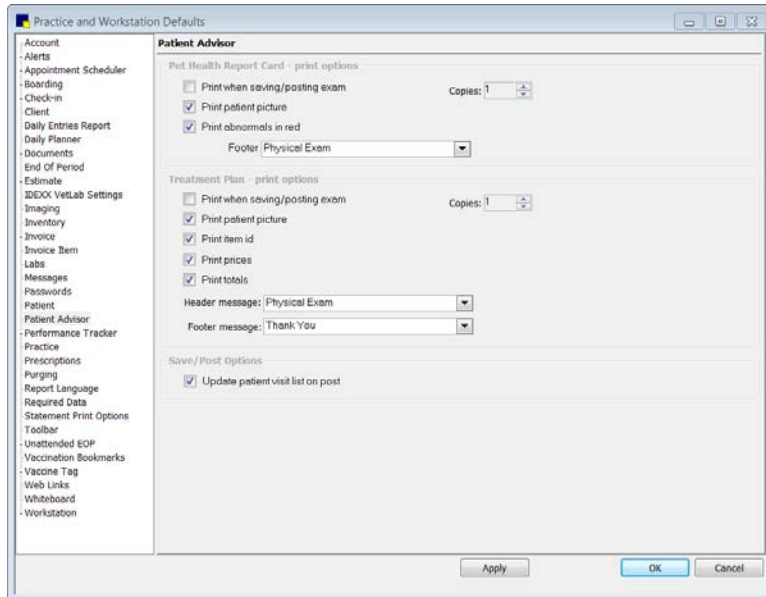 Practice and Workstation Defaults
Account
Alerts
Appointment Scheduler
Boarding
Check-in
Client
Daily Entries Report
Daily Planner
Documents
End Of Period
Estimate
IDEXX VetLab Settings
Imaging
Inventory
Invoice
Invoice Item
Labs
Messages
Passwords
Patient
Patient Advisor
Performance Tracker
Practice
Prescriptions
Purging
Report Language
Required Data
Statement Print Options
Toolbar
Unattended EOP
Vaccination Bookmarks
Vaccine Tag
Web Links
Whiteboard
Workstation
Patient Advisor
Pet Health Report Card - print options
Print when saving/posting exam Copies: 1
Print patient picture
Print abnormals in red
Footer Physical Exam
Treatment Plan - print options
Print when saving/posting exam Copies: 1
Print patient picture
Print item id
Print prices
Print totals
Header message: Physical Exam
Footer message: Thank You
Save/Post Options
Update patient visit list on post
Apply OK Cancel